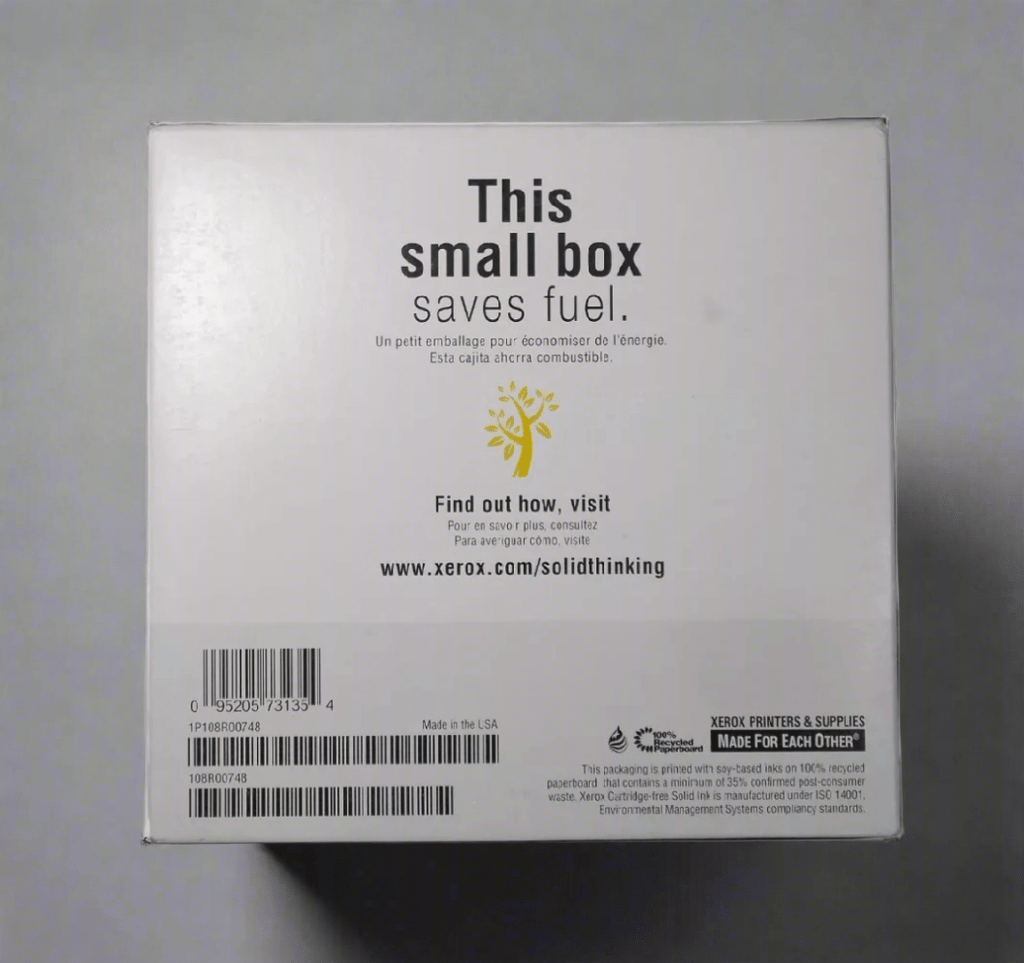 This
small box
saves fuel.
Un petit emballage pour économiser de l'énergie.
Esta cajita ahorra combustible.
Find out how, visit
Pour en savoir plus, consultez
Para averiguar cómo, visite
www.xerox.com/solidthinking
0 95205 73135 4
1P108R00748 Made in the USA
108R00748
100%
Recycled
Paperboard
XEROX PRINTERS & SUPPLIES
MADE FOR EACH OTHER®
This packaging is printed with soy-based inks on 100% recycled
paperboard that contains a minimum of 35% confirmed post-consumer
waste. Xerox Cartridge-free Solid Ink is manufactured under ISO 14001,
Environmental Management Systems compliancy standards.